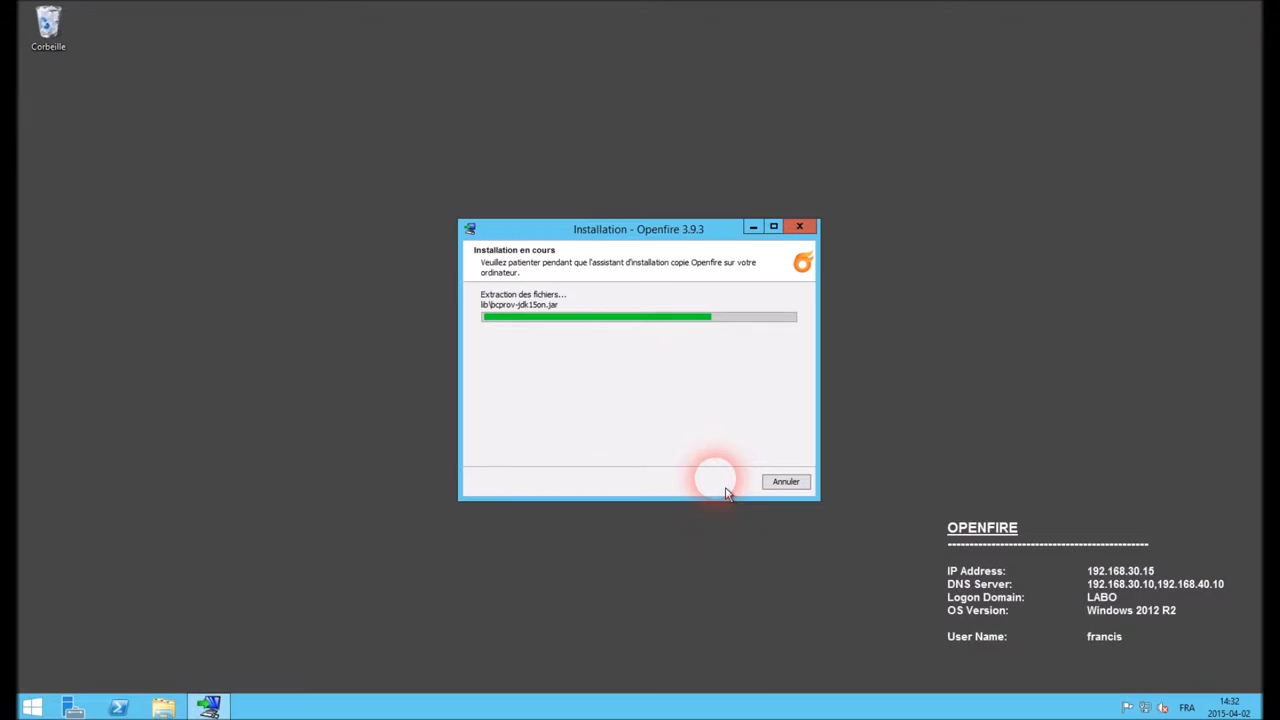 Corbeille
Installation - Openfire 3.9.3
Installation en cours
Veuillez patienter pendant que l'assistant d'installation copie Openfire sur votre
ordinateur.
Extraction des fichiers...
lib\bcprov-jdk15on.jar
Annuler
OPENFIRE
-----------------------------------------------
IP Address: 192.168.30.15
DNS Server: 192.168.30.10,192.168.40.10
Logon Domain: LABO
OS Version: Windows 2012 R2
User Name: francis
FRA
14:32
2015-04-02